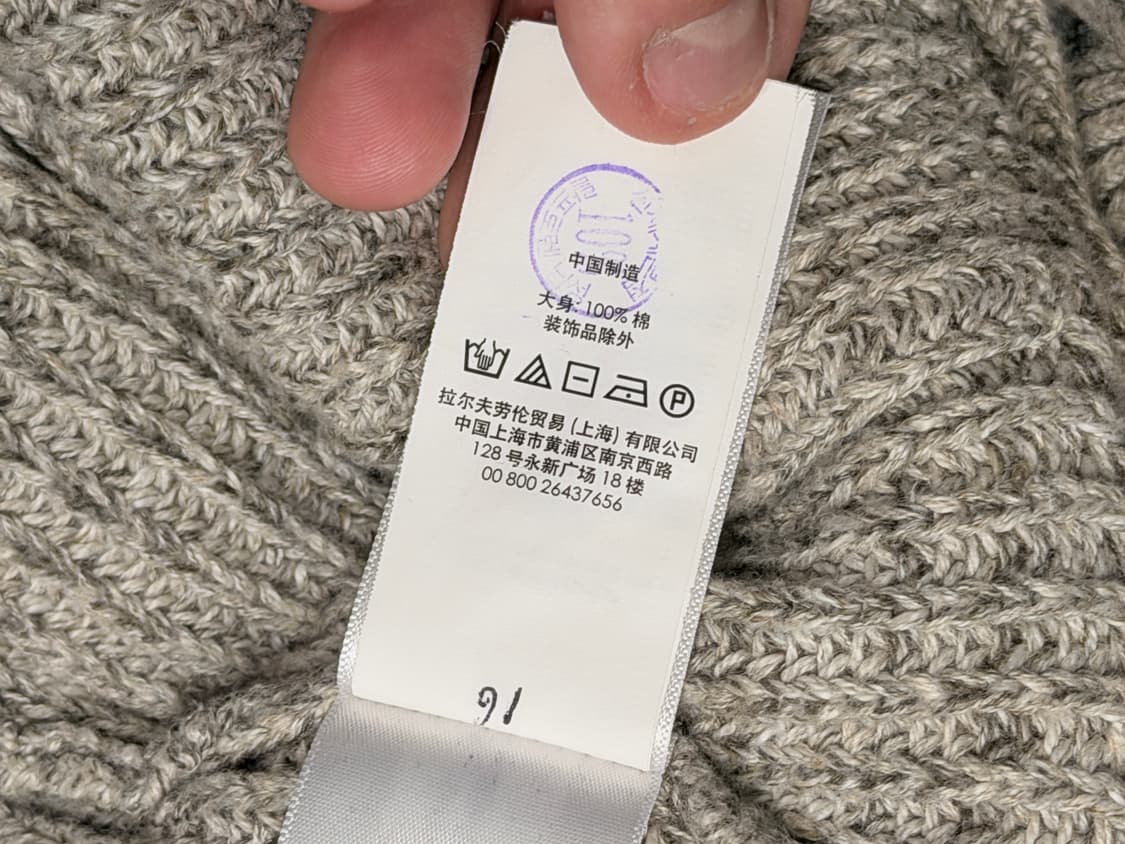 中国制造
大身: 100% 棉
装饰品除外
P
拉尔夫劳伦贸易 (上海) 有限公司
中国上海市黄浦区南京西路
128 号永新广场 18 楼
00 800 26437656